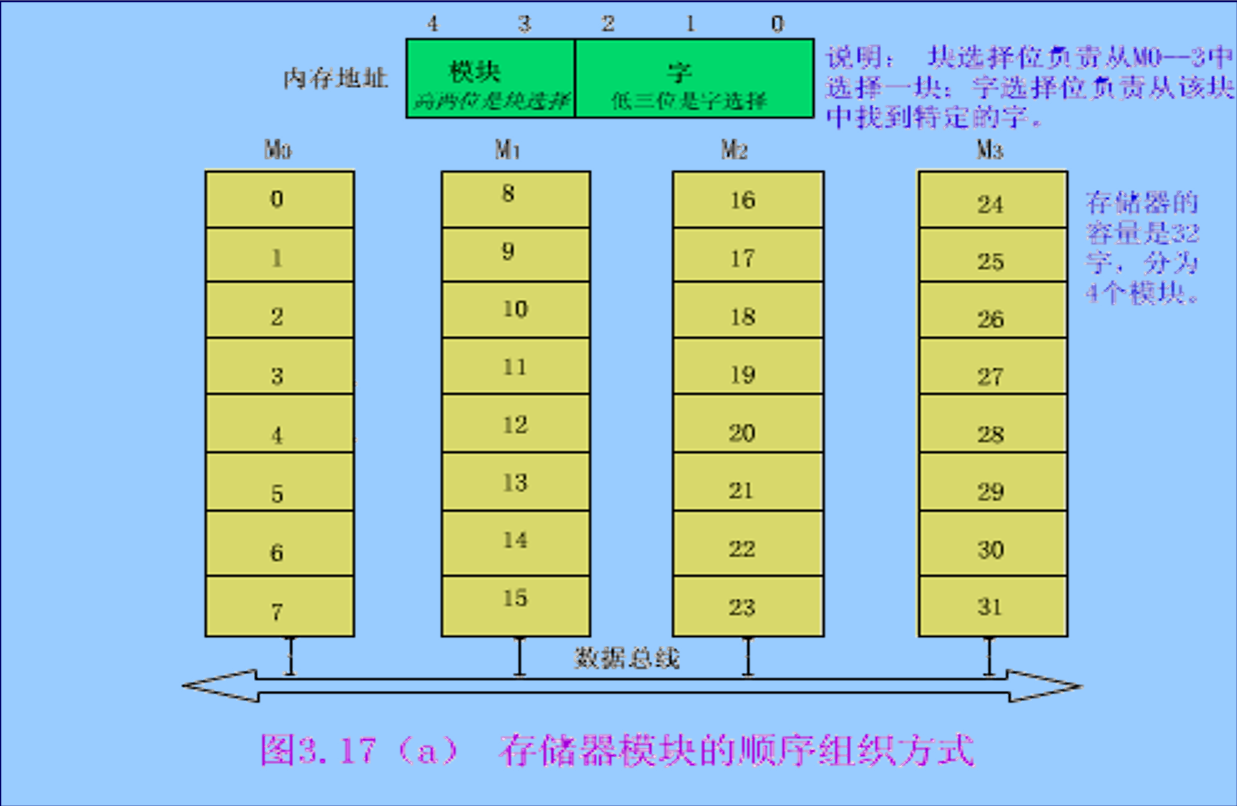 4 3 2 1 0
内存地址
模块
高两位是块选择
字
低三位是字选择
说明： 块选择位负责从M0--3中
选择一块；字选择位负责从该块
中找到特定的字。
M0 M1 M2 M3
0 8 16 24
1 9 17 25
2 10 18 26
3 11 19 27
4 12 20 28
5 13 21 29
6 14 22 30
7 15 23 31
存储器的
容量是32
字，分为
4个模块。
数据总线
图3.17（a） 存储器模块的顺序组织方式